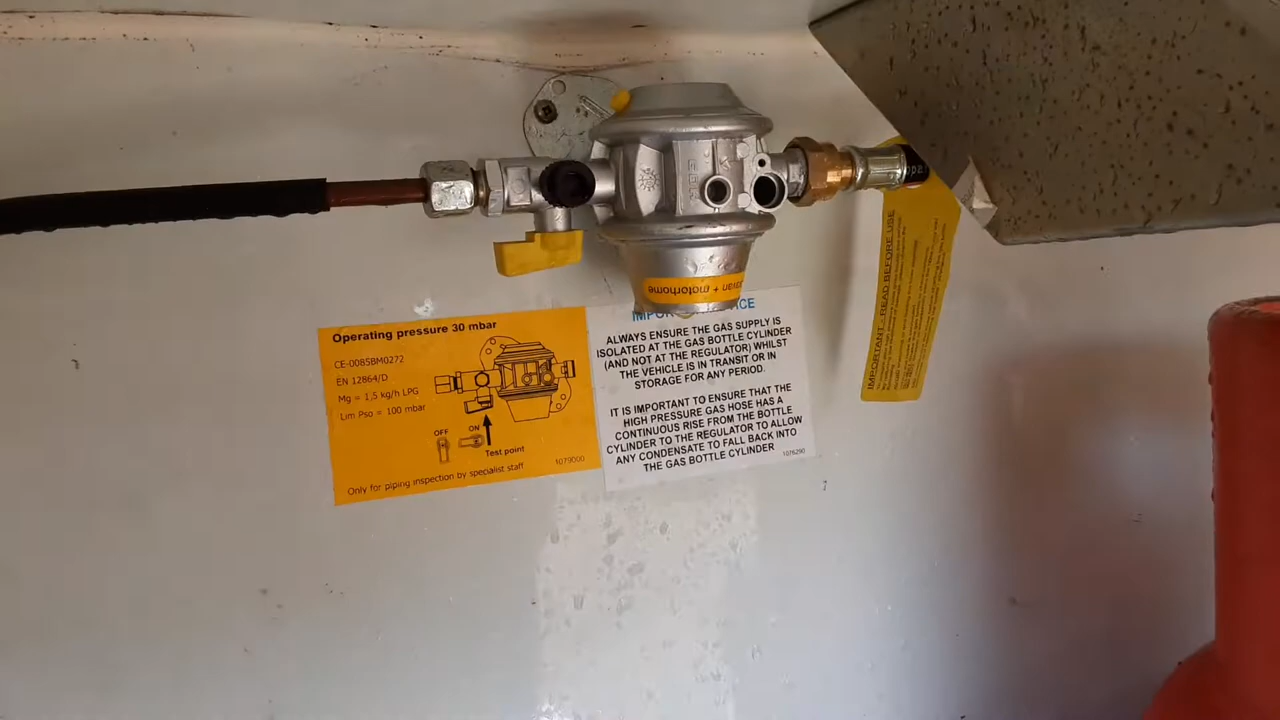 GOK
avan + motorhome
Operating pressure 30 mbar
CE-0085BM0272
EN 12864/D
Mg = 1,5 kg/h LPG
Lim Pso = 100 mbar
OFF
ON
Test point
Only for piping inspection by specialist staff
1079000
ALWAYS ENSURE THE GAS SUPPLY IS
ISOLATED AT THE GAS BOTTLE CYLINDER
(AND NOT AT THE REGULATOR) WHILST
THE VEHICLE IS IN TRANSIT OR IN
STORAGE FOR ANY PERIOD.
IT IS IMPORTANT TO ENSURE THAT THE
HIGH PRESSURE GAS HOSE HAS A
CONTINUOUS RISE FROM THE BOTTLE
CYLINDER TO THE REGULATOR TO ALLOW
ANY CONDENSATE TO FALL BACK INTO
THE GAS BOTTLE CYLINDER
1076290
IMPORTANT - READ BEFORE USE